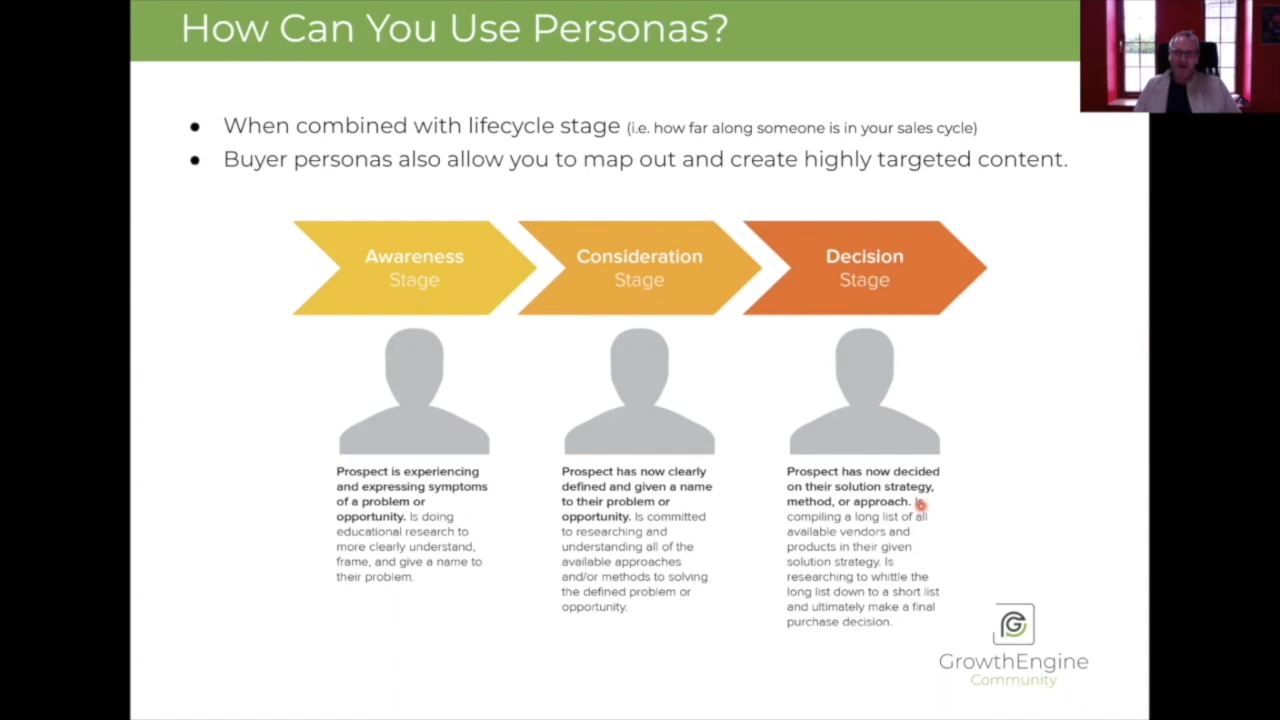 How Can You Use Personas?
● When combined with lifecycle stage (i.e. how far along someone is in your sales cycle)
● Buyer personas also allow you to map out and create highly targeted content.
Awareness
Stage
Consideration
Stage
Decision
Stage
Prospect is experiencing
and expressing symptoms
of a problem or
opportunity. Is doing
educational research to
more clearly understand,
frame, and give a name to
their problem.
Prospect has now clearly
defined and given a name
to their problem or
opportunity. Is committed
to researching and
understanding all of the
available approaches
and/or methods to solving
the defined problem or
opportunity.
Prospect has now decided
on their solution strategy,
method, or approach. Is
compiling a long list of all
available vendors and
products in their given
solution strategy. Is
researching to whittle the
long list down to a short list
and ultimately make a final
purchase decision.
GrowthEngine
Community